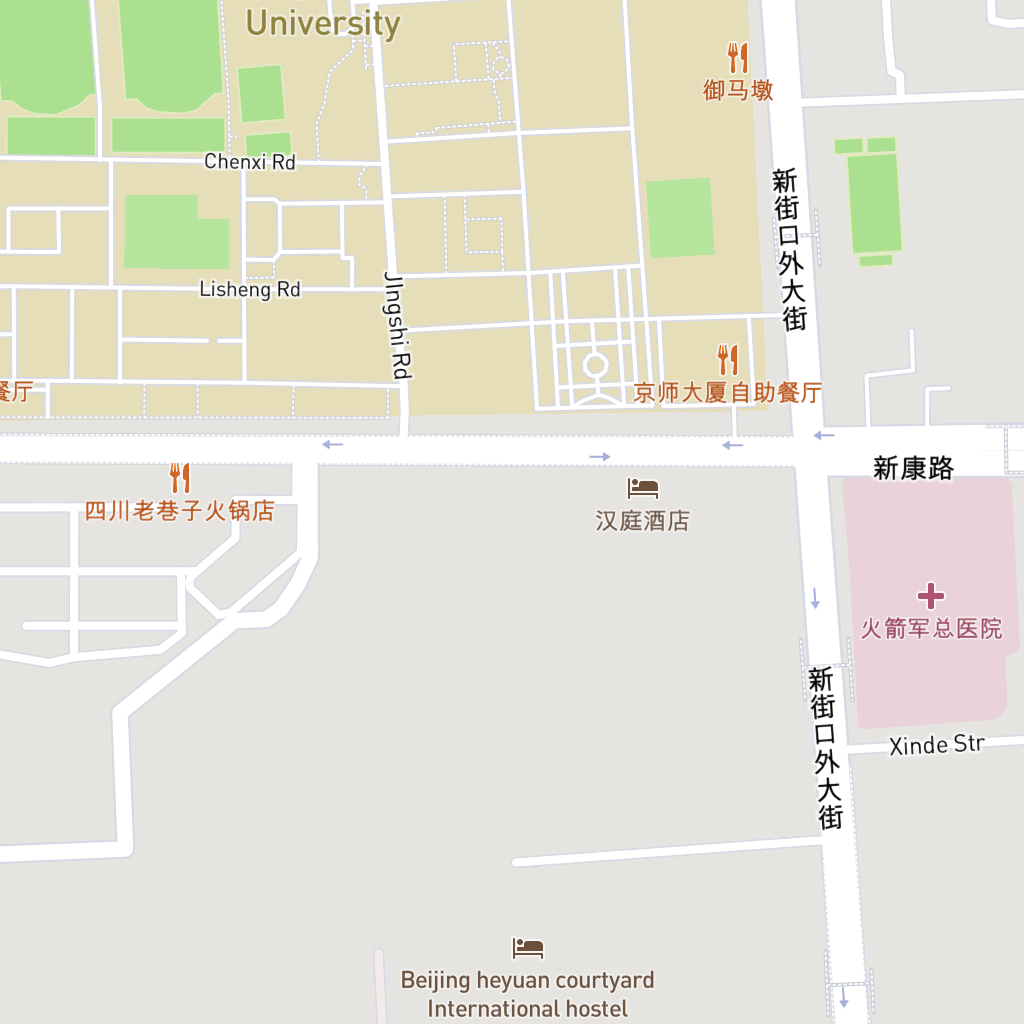 University
御马墩
Chenxi Rd
新街口外大街
Lisheng Rd
JIngshi Rd
餐厅
京师大厦自助餐厅
新康路
四川老巷子火锅店
汉庭酒店
火箭军总医院
新街口外大街
Xinde Str
Beijing heyuan courtyard
International hostel